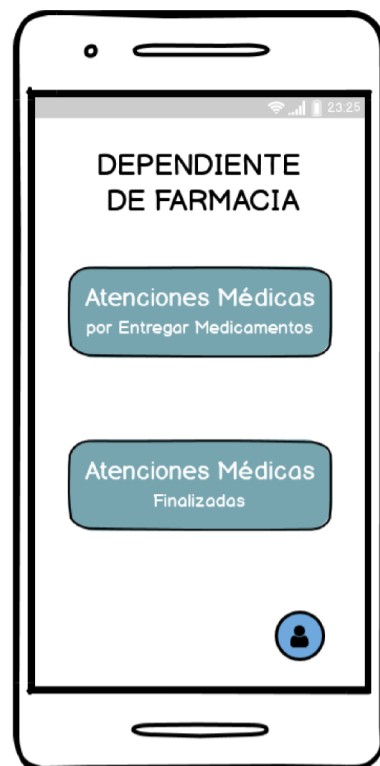 23.25
DEPENDIENTE
DE FARMACIA
Atenciones Médicas
por Entregar Medicamentos
Atenciones Médicas
Finalizadas